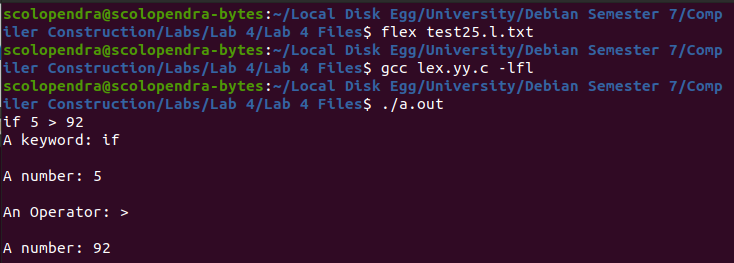 scolopendra@scolopendra-bytes:~/Local Disk Egg/University/Debian Semester 7/Comp
iler Construction/Labs/Lab 4/Lab 4 Files$ flex test25.l.txt
scolopendra@scolopendra-bytes:~/Local Disk Egg/University/Debian Semester 7/Comp
iler Construction/Labs/Lab 4/Lab 4 Files$ gcc lex.yy.c -lfl
scolopendra@scolopendra-bytes:~/Local Disk Egg/University/Debian Semester 7/Comp
iler Construction/Labs/Lab 4/Lab 4 Files$ ./a.out
if 5 > 92
A keyword: if
A number: 5
An Operator: >
A number: 92